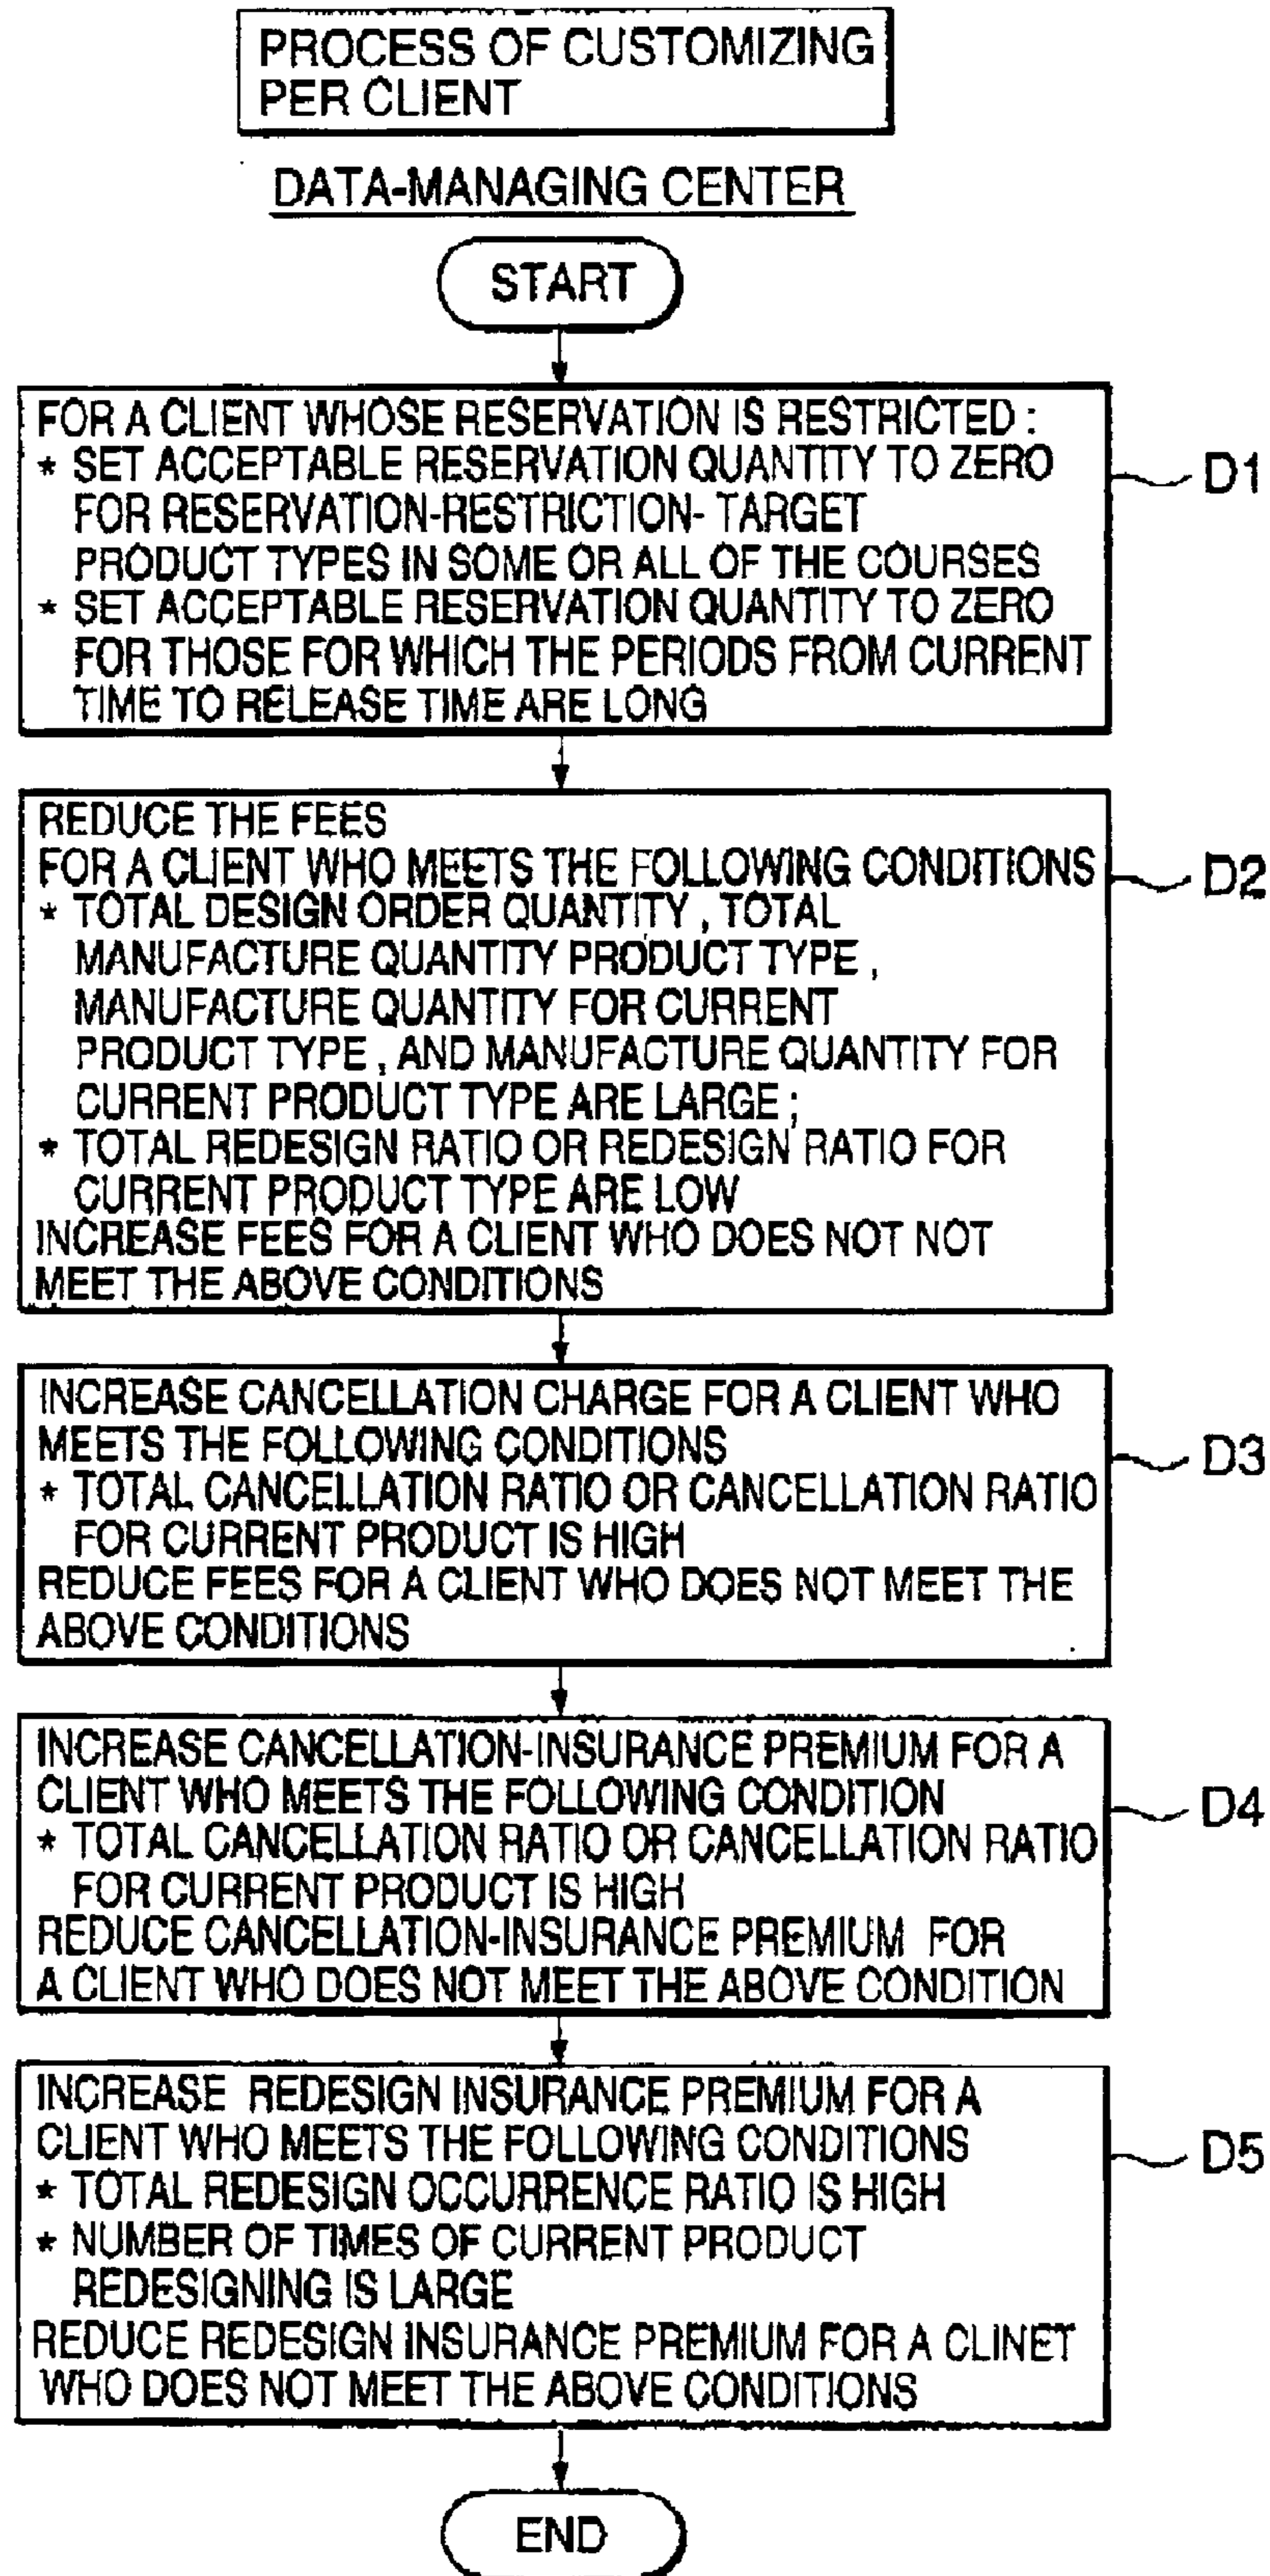 PROCESS OF CUSTOMIZING
PER CLIENT
DATA-MANAGING CENTER
START
FOR A CLIENT WHOSE RESERVATION IS RESTRICTED :
* SET ACCEPTABLE RESERVATION QUANTITY TO ZERO
FOR RESERVATION-RESTRICTION- TARGET
PRODUCT TYPES IN SOME OR ALL OF THE COURSES
* SET ACCEPTABLE RESERVATION QUANTITY TO ZERO
FOR THOSE FOR WHICH THE PERIODS FROM CURRENT
TIME TO RELEASE TIME ARE LONG
D1
REDUCE THE FEES
FOR A CLIENT WHO MEETS THE FOLLOWING CONDITIONS
* TOTAL DESIGN ORDER QUANTITY , TOTAL
MANUFACTURE QUANTITY PRODUCT TYPE ,
MANUFACTURE QUANTITY FOR CURRENT
PRODUCT TYPE , AND MANUFACTURE QUANTITY FOR
CURRENT PRODUCT TYPE ARE LARGE ;
* TOTAL REDESIGN RATIO OR REDESIGN RATIO FOR
CURRENT PRODUCT TYPE ARE LOW
INCREASE FEES FOR A CLIENT WHO DOES NOT NOT
MEET THE ABOVE CONDITIONS
D2
INCREASE CANCELLATION CHARGE FOR A CLIENT WHO
MEETS THE FOLLOWING CONDITIONS
* TOTAL CANCELLATION RATIO OR CANCELLATION RATIO
FOR CURRENT PRODUCT IS HIGH
REDUCE FEES FOR A CLIENT WHO DOES NOT MEET THE
ABOVE CONDITIONS
D3
INCREASE CANCELLATION-INSURANCE PREMIUM FOR A
CLIENT WHO MEETS THE FOLLOWING CONDITION
* TOTAL CANCELLATION RATIO OR CANCELLATION RATIO
FOR CURRENT PRODUCT IS HIGH
REDUCE CANCELLATION-INSURANCE PREMIUM FOR
A CLIENT WHO DOES NOT MEET THE ABOVE CONDITION
D4
INCREASE REDESIGN INSURANCE PREMIUM FOR A
CLIENT WHO MEETS THE FOLLOWING CONDITIONS
* TOTAL REDESIGN OCCURRENCE RATIO IS HIGH
* NUMBER OF TIMES OF CURRENT PRODUCT
REDESIGNING IS LARGE
REDUCE REDESIGN INSURANCE PREMIUM FOR A CLINET
WHO DOES NOT MEET THE ABOVE CONDITIONS
D5
END